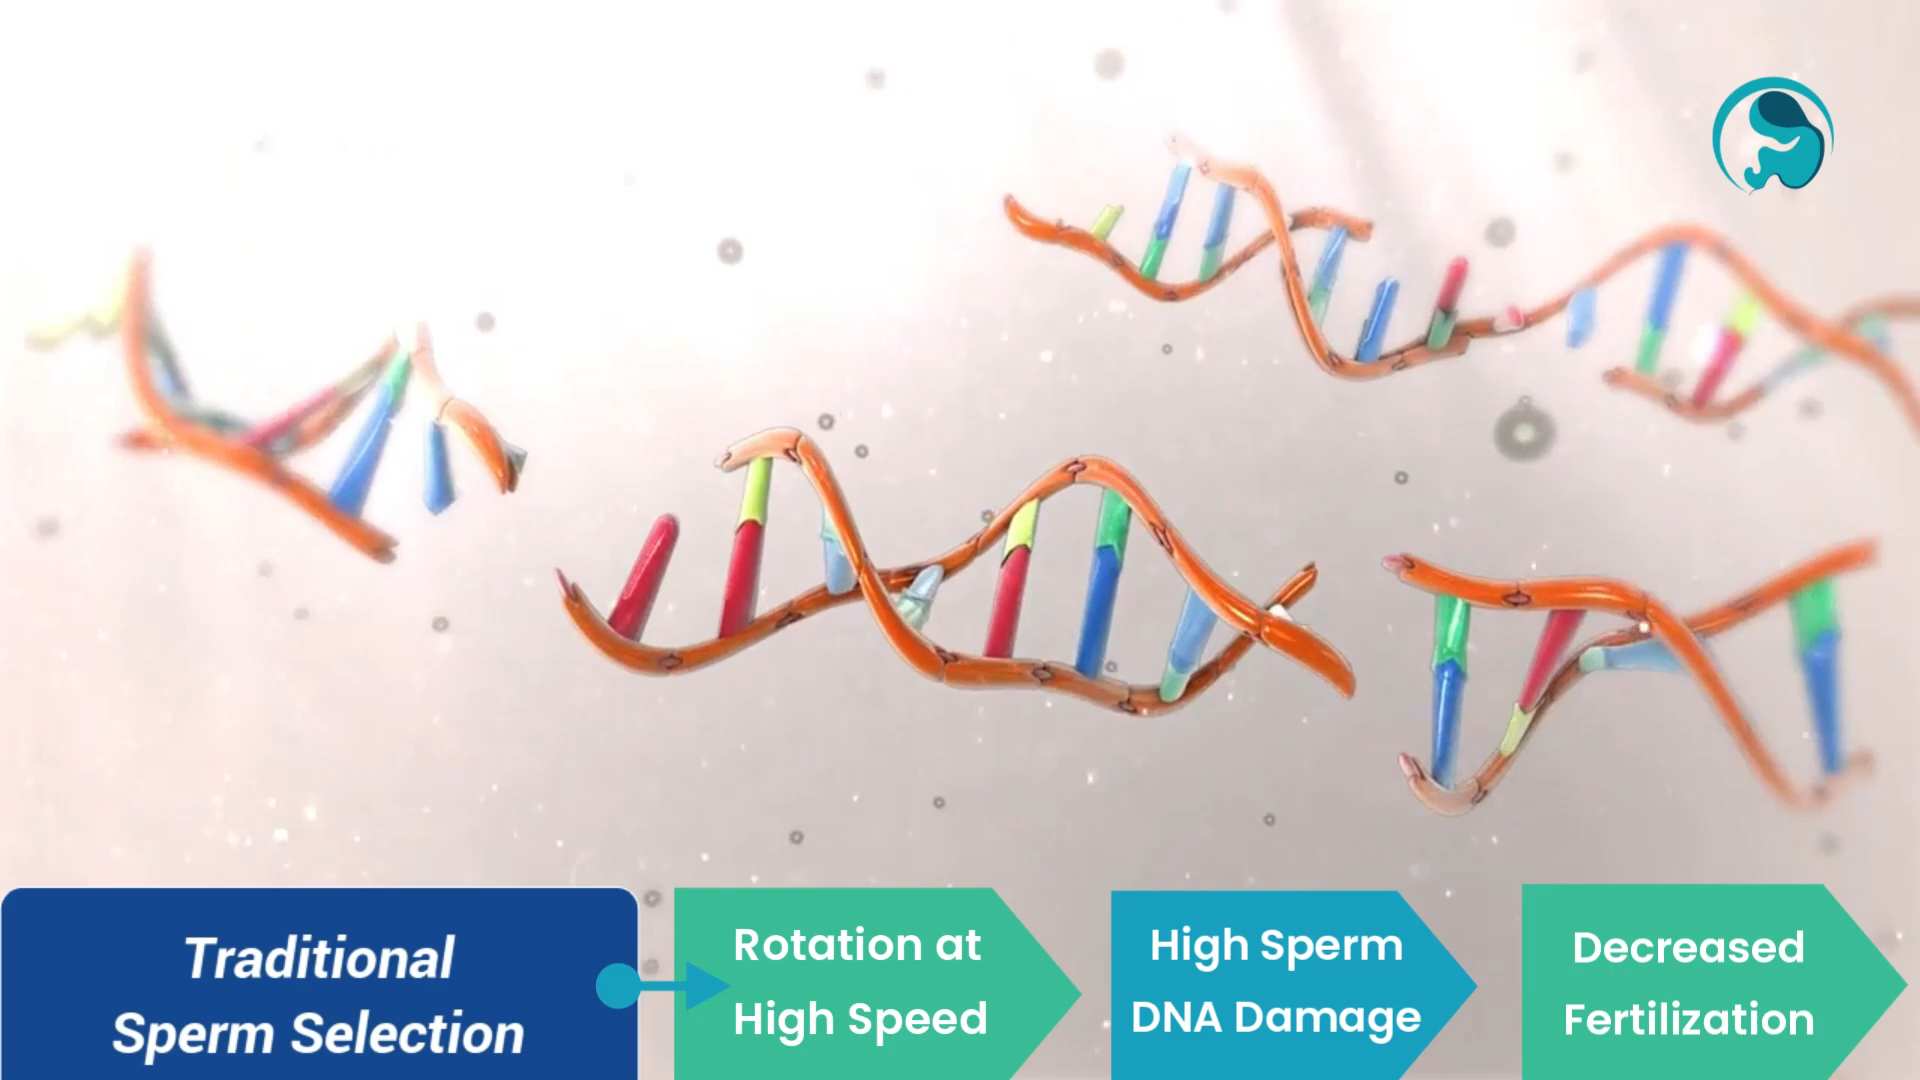 Traditional
Sperm Selection
Rotation at
High Speed
High Sperm
DNA Damage
Decreased
Fertilization